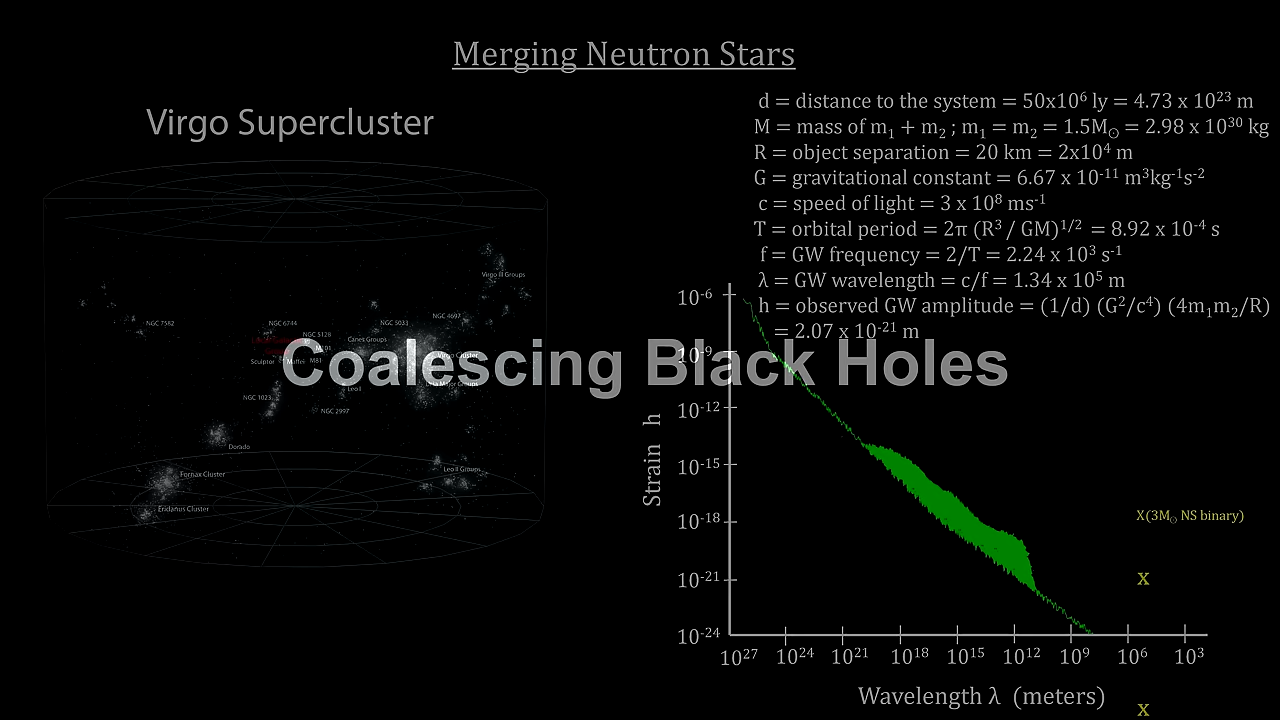 Merging Neutron Stars
Virgo Supercluster
d = distance to the system = 50x10⁶ ly = 4.73 x 10²³ m
M = mass of m₁ + m₂ ; m₁ = m₂ = 1.5M☉ = 2.98 x 10³⁰ kg
R = object separation = 20 km = 2x10⁴ m
G = gravitational constant = 6.67 x 10⁻¹¹ m³kg⁻¹s⁻²
c = speed of light = 3 x 10⁸ ms⁻¹
T = orbital period = 2π (R³ / GM)¹/² = 8.92 x 10⁻⁴ s
f = GW frequency = 2/T = 2.24 x 10³ s⁻¹
λ = GW wavelength = c/f = 1.34 x 10⁵ m
h = observed GW amplitude = (1/d) (G²/c⁴) (4m₁m₂/R)
= 2.07 x 10⁻²¹ m
Virgo III Groups
NGC 7582
NGC 6744
NGC 5128
NGC 5033
NGC 4697
Canes Groups
M101
Sculptor
Maffei
M81
Virgo Cluster
Coalescing Black Holes
Leo I
Ursa Major Groups
NGC 1023
NGC 2997
Dorado
Fornax Cluster
Leo II Groups
Eridanus Cluster
Strain h
10⁻⁶
10⁻⁹
10⁻¹²
10⁻¹⁵
10⁻¹⁸
10⁻²¹
10⁻²⁴
X(3M☉ NS binary)
X
10²⁷ 10²⁴ 10²¹ 10¹⁸ 10¹⁵ 10¹² 10⁹ 10⁶ 10³
Wavelength λ (meters)
X